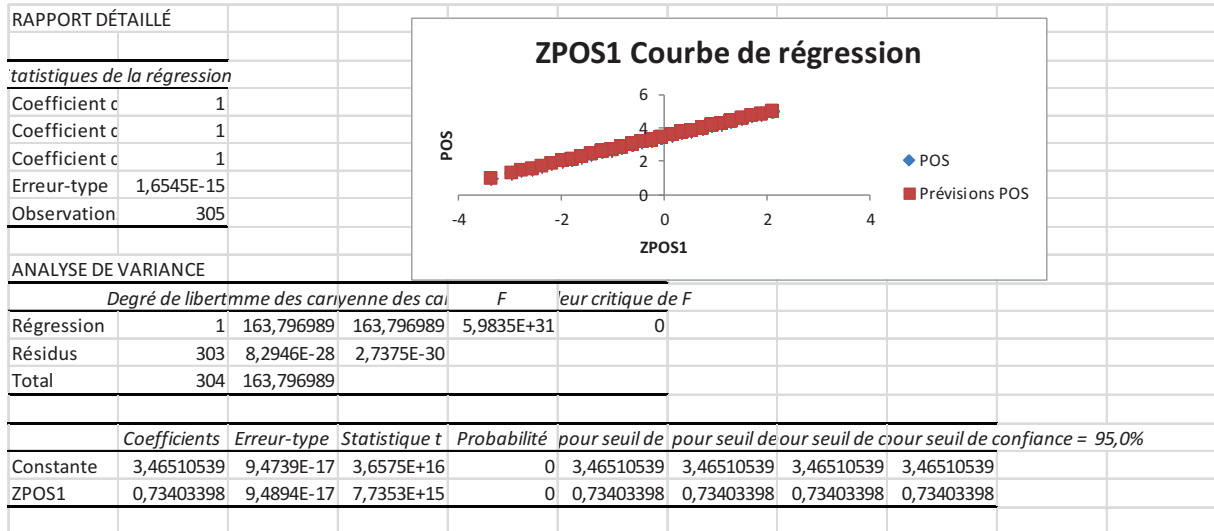 RAPPORT DÉTAILLÉ
ZPOS1 Courbe de régression
tatistiques de la régression
Coefficient d 1
Coefficient d 1
Coefficient d 1
Erreur-type 1,6545E-15
Observation 305
POS
6
4
2
0
-4 -2 0 2 4
ZPOS1
POS
Prévisions POS
ANALYSE DE VARIANCE
Degré de libert mme des carr yenne des ca F leur critique de F
Régression 1 163,796989 163,796989 5,9835E+31 0
Résidus 303 8,2946E-28 2,7375E-30
Total 304 163,796989
Coefficients Erreur-type Statistique t Probabilité pour seuil de pour seuil de our seuil de c pour seuil de confiance = 95,0%
Constante 3,46510539 9,4739E-17 3,6575E+16 0 3,46510539 3,46510539 3,46510539 3,46510539
ZPOS1 0,73403398 9,4894E-17 7,7353E+15 0 0,73403398 0,73403398 0,73403398 0,73403398